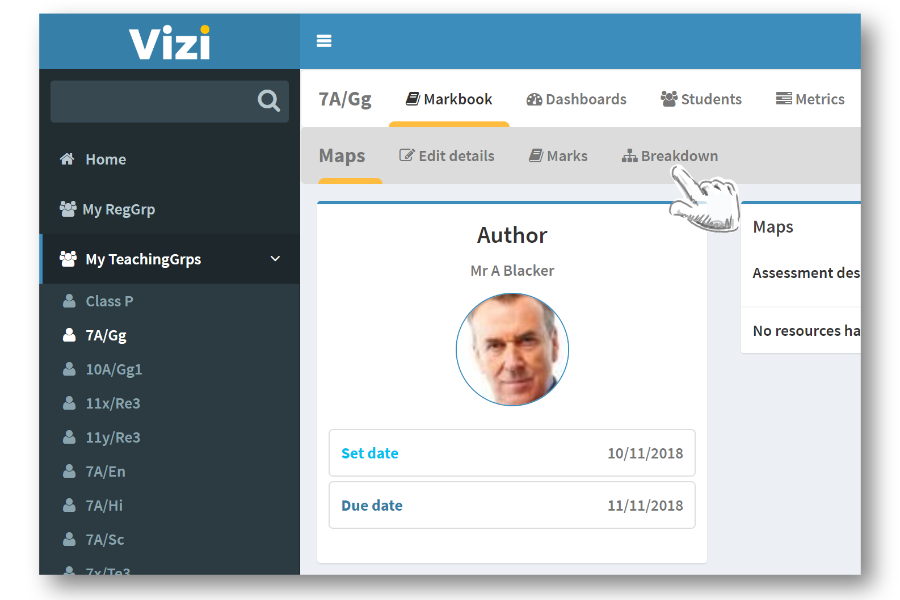 Vizi
Home
My RegGrp
My TeachingGrps
Class P
7A/Gg
10A/Gg1
11x/Re3
11y/Re3
7A/En
7A/Hi
7A/Sc
7x/Te3
7A/Gg Markbook Dashboards Students Metrics
Maps Edit details Marks Breakdown
Author
Mr A Blacker
Set date 10/11/2018
Due date 11/11/2018
Maps
Assessment des
No resources ha